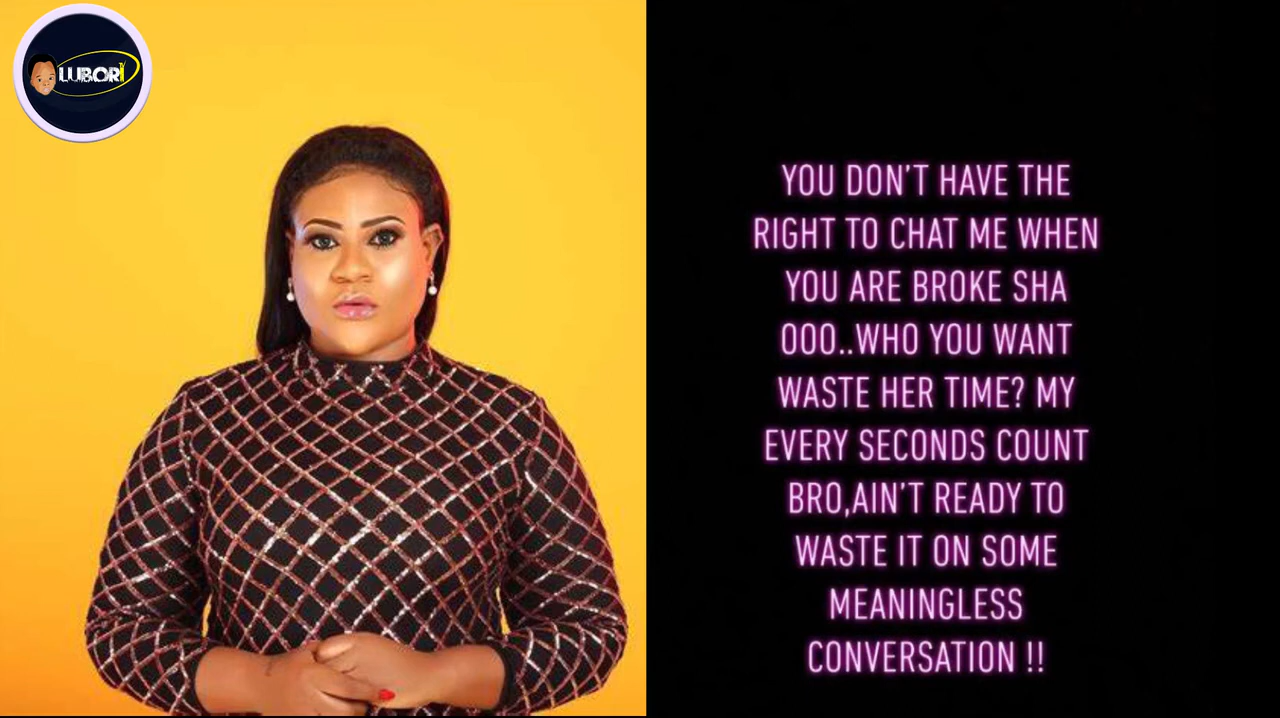 LUBORI
YOU DON'T HAVE THE
RIGHT TO CHAT ME WHEN
YOU ARE BROKE SHA
OOO..WHO YOU WANT
WASTE HER TIME? MY
EVERY SECONDS COUNT
BRO,AIN'T READY TO
WASTE IT ON SOME
MEANINGLESS
CONVERSATION !!